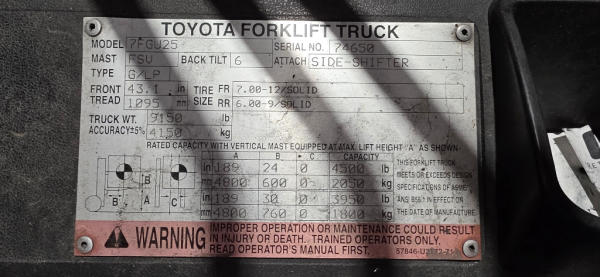 TOYOTA FORKLIFT TRUCK
MODEL 7FGU25 SERIAL NO. 74650
MAST FSV BACK TILT 6 ATTACH SIDE-SHIFTER
TYPE G/LP
FRONT TREAD 43.1 in TIRE SIZE FR 7.00-12/SOLID
1095 mm RR 6.00-9/SOLID
TRUCK WT. 9150 lb
ACCURACY±5% 4150 kg
RATED CAPACITY WITH VERTICAL MAST EQUIPPED AT MAX. LIFT HEIGHT "A" AS SHOWN
A B C CAPACITY
in 189 24 0 4500 lb
mm 4800 600 0 2050 kg
in 189 30 0 3950 lb
mm 4800 760 0 1800 kg
B
A C
THIS FORKLIFT TRUCK
MEETS OR EXCEEDS DESIGN
SPECIFICATIONS OF ASME/
ANSI B56.1 IN EFFECT ON
THE DATE OF MANUFACTURE
WARNING
IMPROPER OPERATION OR MAINTENANCE COULD RESULT
IN INJURY OR DEATH. TRAINED OPERATORS ONLY.
READ OPERATOR'S MANUAL FIRST.